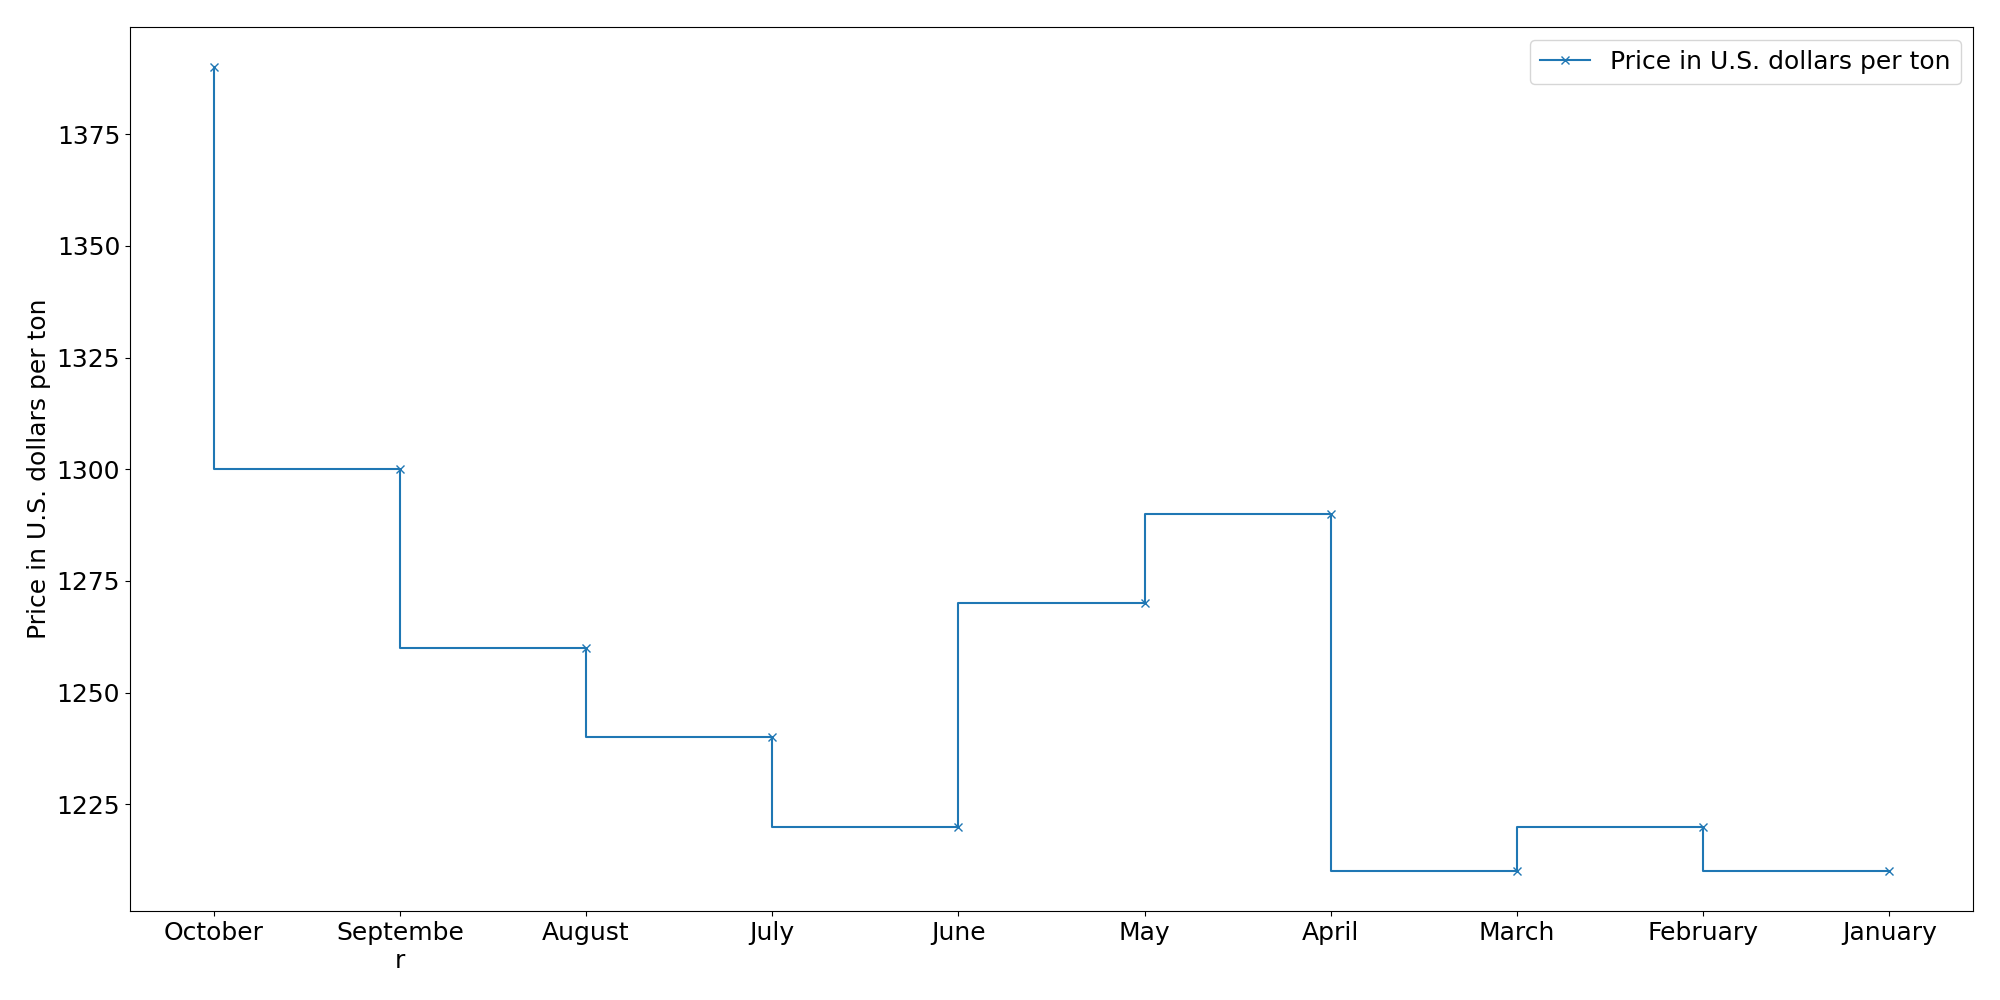 Price in U.S. dollars per ton
Price in U.S. dollars per ton
1375
1350
1325
1300
1275
1250
1225
October
Septembe
r
August
July
June
May
April
March
February
January